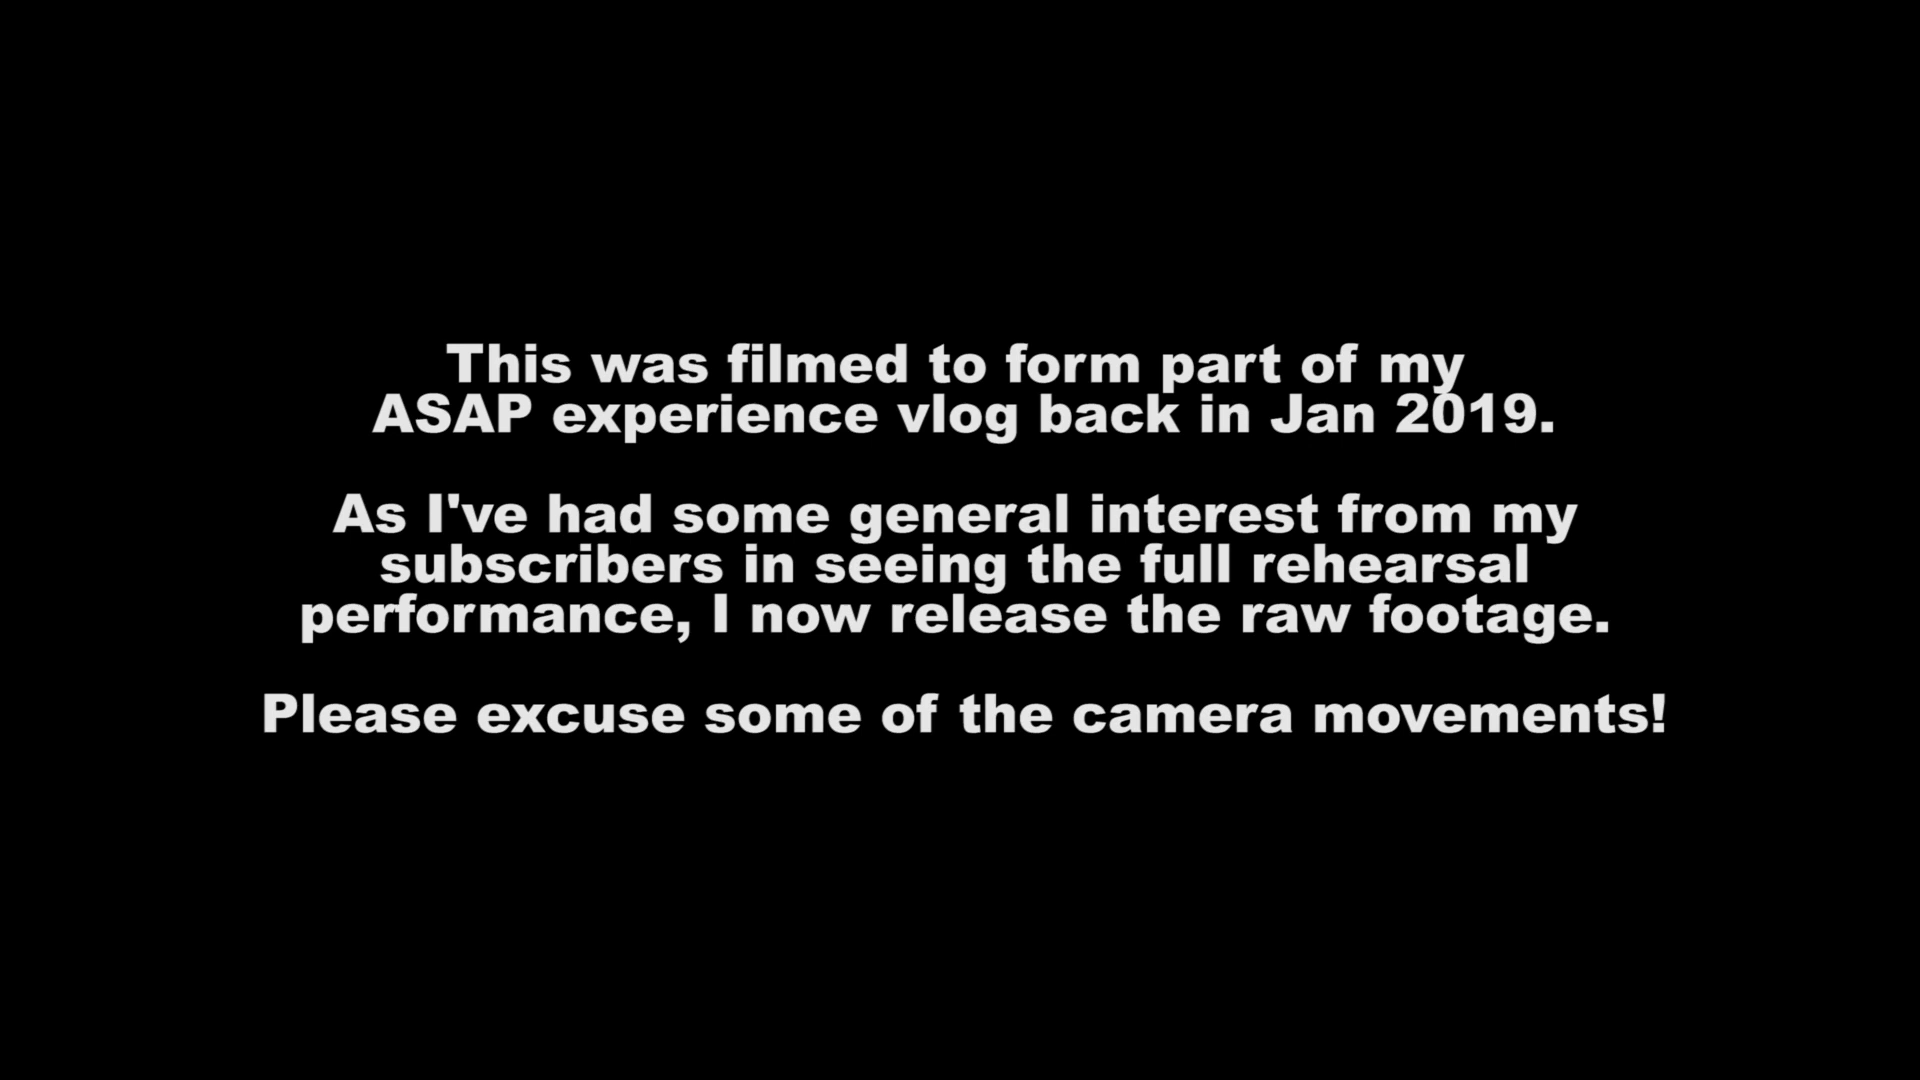 This was filmed to form part of my
ASAP experience vlog back in Jan 2019.
As I've had some general interest from my
subscribers in seeing the full rehearsal
performance, I now release the raw footage.
Please excuse some of the camera movements!